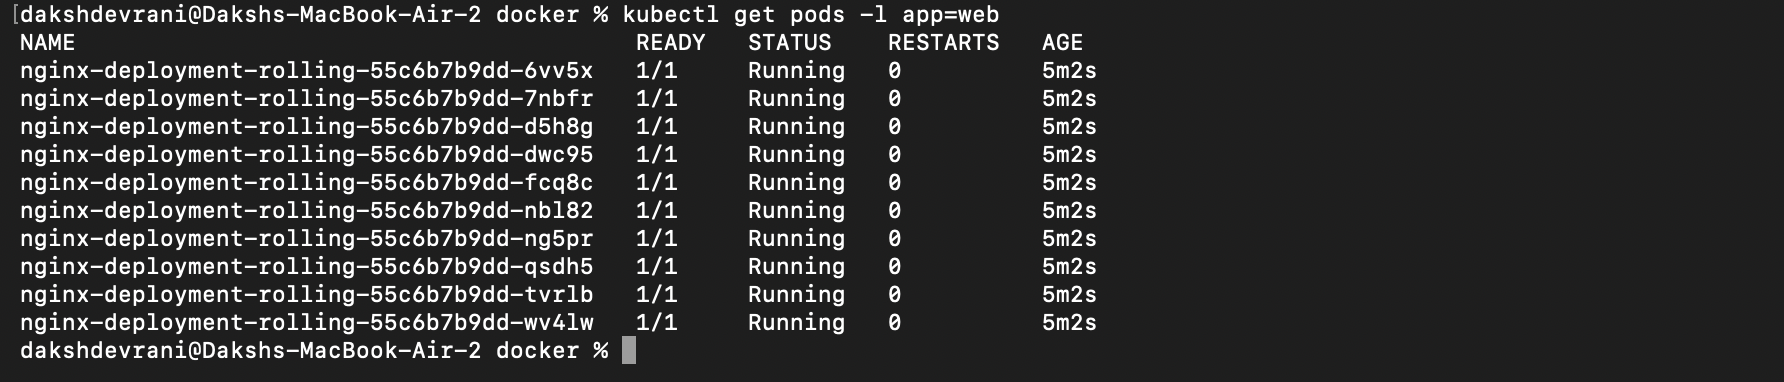 [dakshdevrani@Dakshs-MacBook-Air-2 docker % kubectl get pods -l app=web
NAME READY STATUS RESTARTS AGE
nginx-deployment-rolling-55c6b7b9dd-6vv5x 1/1 Running 0 5m2s
nginx-deployment-rolling-55c6b7b9dd-7nbfr 1/1 Running 0 5m2s
nginx-deployment-rolling-55c6b7b9dd-d5h8g 1/1 Running 0 5m2s
nginx-deployment-rolling-55c6b7b9dd-dwc95 1/1 Running 0 5m2s
nginx-deployment-rolling-55c6b7b9dd-fcq8c 1/1 Running 0 5m2s
nginx-deployment-rolling-55c6b7b9dd-nbl82 1/1 Running 0 5m2s
nginx-deployment-rolling-55c6b7b9dd-ng5pr 1/1 Running 0 5m2s
nginx-deployment-rolling-55c6b7b9dd-qsdh5 1/1 Running 0 5m2s
nginx-deployment-rolling-55c6b7b9dd-tvrlb 1/1 Running 0 5m2s
nginx-deployment-rolling-55c6b7b9dd-wv4lw 1/1 Running 0 5m2s
dakshdevrani@Dakshs-MacBook-Air-2 docker %